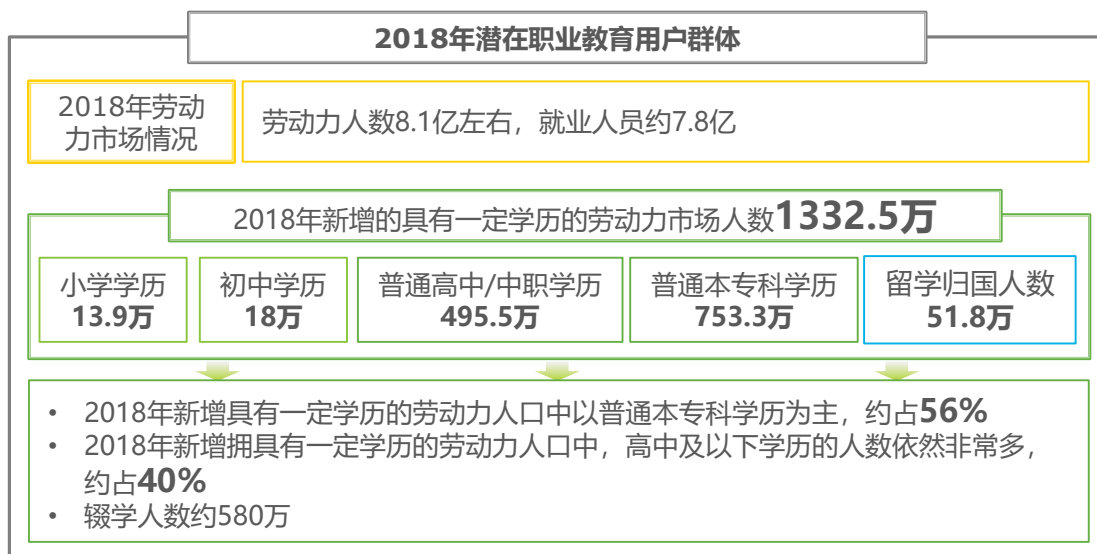 2018年潜在职业教育用户群体
2018年劳动
力市场情况
劳动力人数8.1亿左右，就业人员约7.8亿
2018年新增的具有一定学历的劳动力市场人数1332.5万
小学学历
13.9万
初中学历
18万
普通高中/中职学历
495.5万
普通本专科学历
753.3万
留学归国人数
51.8万
• 2018年新增具有一定学历的劳动力人口中以普通本专科学历为主，约占56%
• 2018年新增拥具有一定学历的劳动力人口中，高中及以下学历的人数依然非常多，
约占40%
• 辍学人数约580万